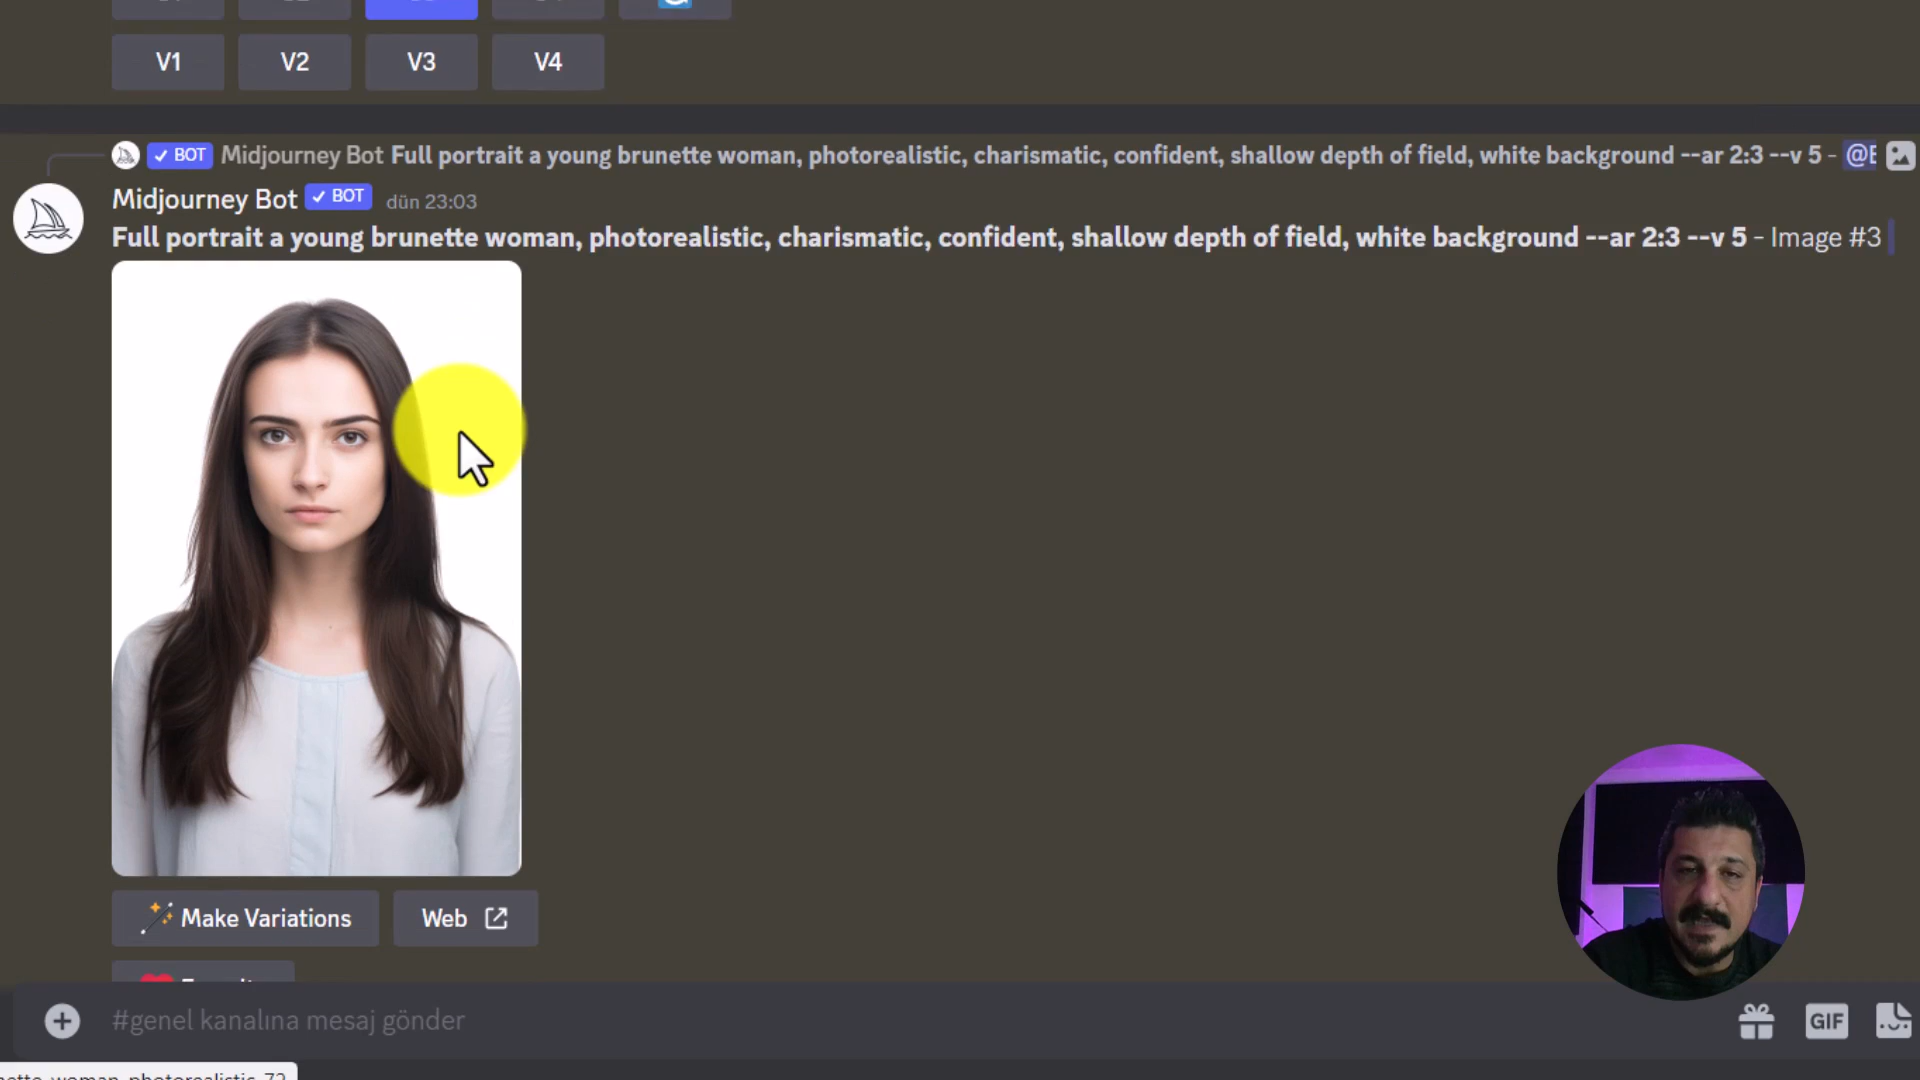 V1 V2 V3 V4
BOT Midjourney Bot Full portrait a young brunette woman, photorealistic, charismatic, confident, shallow depth of field, white background --ar 2:3 --v 5 -
Midjourney Bot BOT dün 23:03
Full portrait a young brunette woman, photorealistic, charismatic, confident, shallow depth of field, white background --ar 2:3 --v 5 - Image #3
Make Variations Web
#genel kanalına mesaj gönder GIF